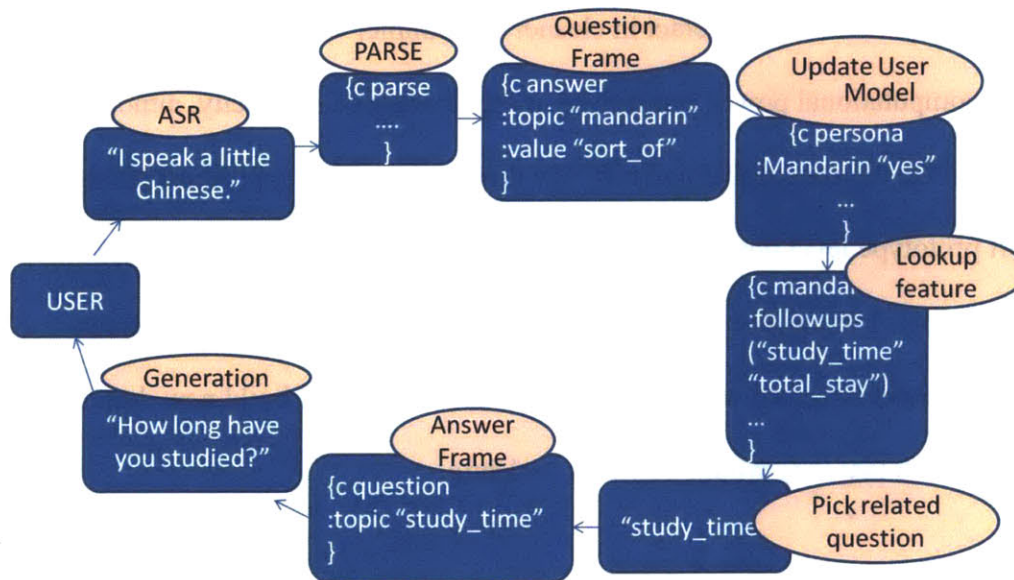 PARSE
{c parse
....
}
Question
Frame
{c answer
:topic “mandarin”
:value “sort_of”
}
Update User
Model
{c persona
:Mandarin “yes”
...
}
ASR
“I speak a little
Chinese.”
USER
Lookup
feature
{c manda
:followups
(“study_time”
“total_stay”)
...
}
Generation
“How long have
you studied?”
Answer
Frame
{c question
:topic “study_time”
}
“study_time
Pick related
question